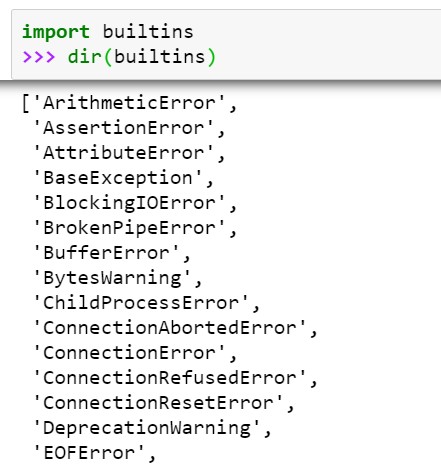 import builtins
>>> dir(builtins)
['ArithmeticError',
'AssertionError',
'AttributeError',
'BaseException',
'BlockingIOError',
'BrokenPipeError',
'BufferError',
'BytesWarning',
'ChildProcessError',
'ConnectionAbortedError',
'ConnectionError',
'ConnectionRefusedError',
'ConnectionResetError',
'DeprecationWarning',
'EOFError',